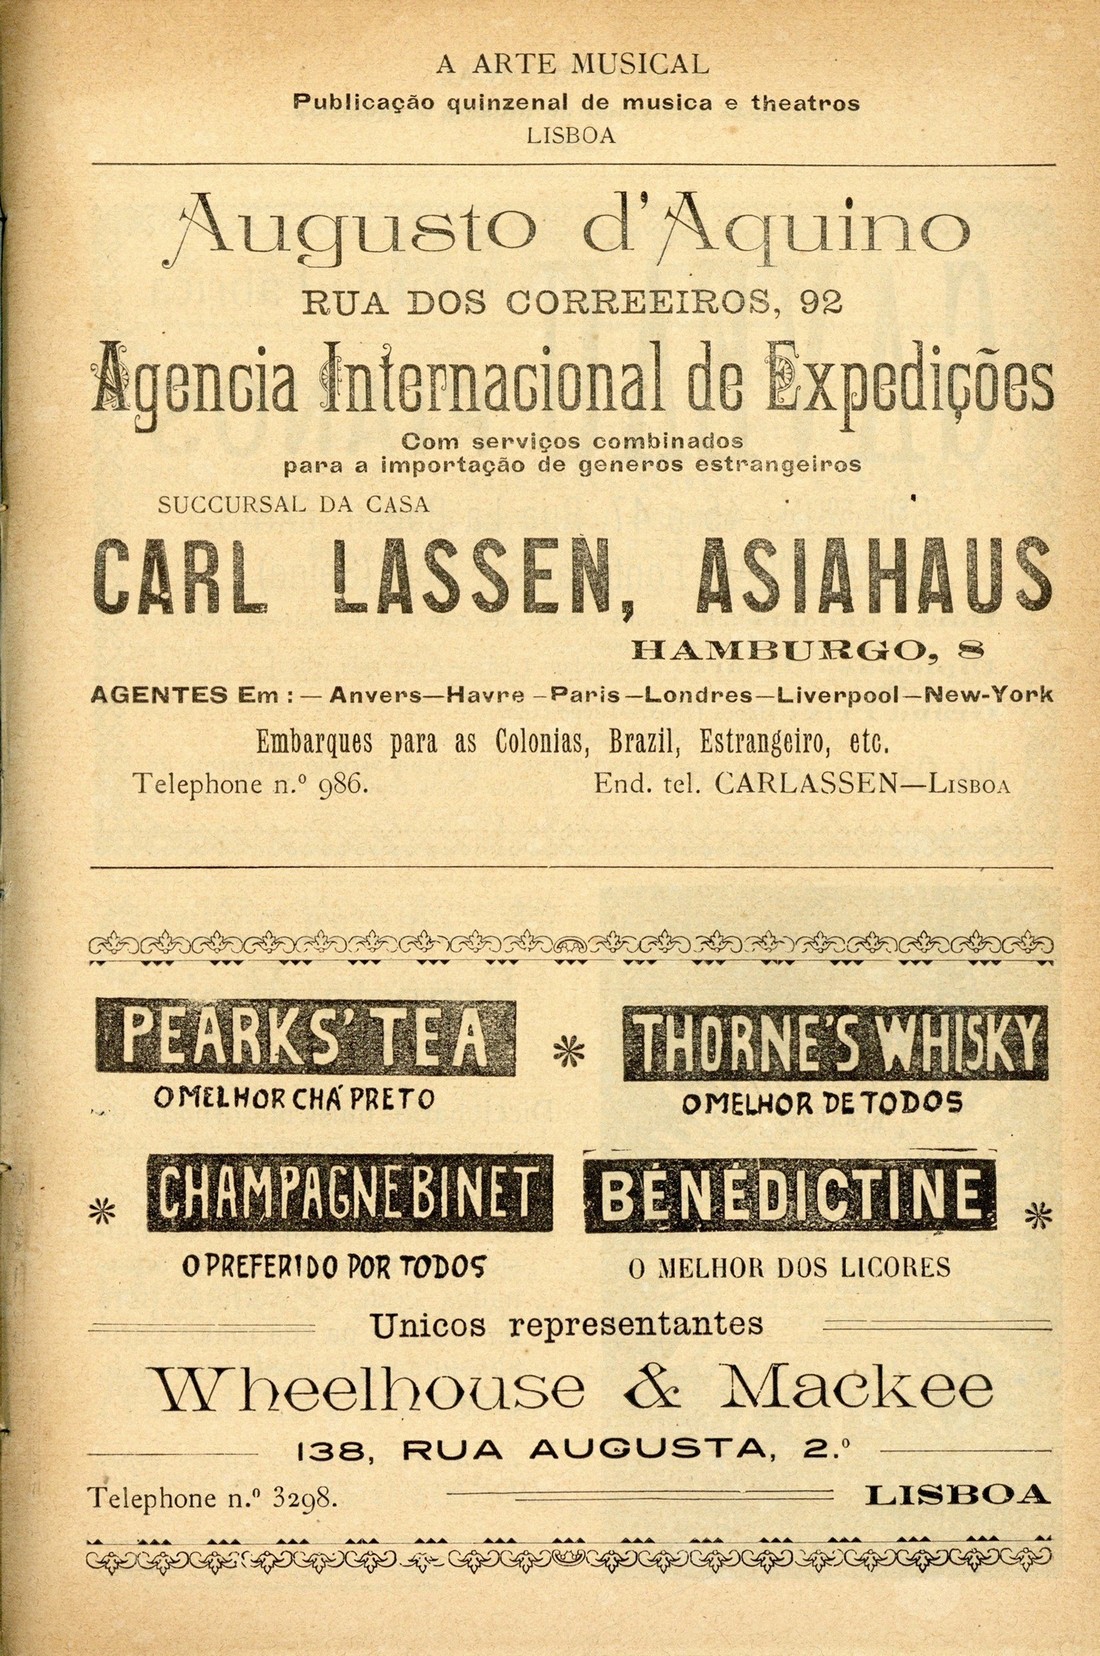 A ARTE MUSICAL
Publicação quinzenal de musica e theatros
LISBOA
Augusto d'Aquino
RUA DOS CORREEIROS, 92
Agencia Internacional de Expedições
Com serviços combinados
para a importação de generos estrangeiros
SUCCURSAL DA CASA
CARL LASSEN, ASIAHAUS
HAMBURGO, 8
AGENTES Em :—Anvers—Havre—Paris—Londres—Liverpool—New-York
Embarques para as Colonias, Brazil, Estrangeiro, etc.
Telephone n.º 986. End. tel. CARLASSEN—LISBOA
PEARKS' TEA * THORNE'S WHISKY
O MELHOR CHÁ PRETO O MELHOR DE TODOS
* CHAMPAGNE BINET BÉNÉDICTINE *
O PREFERIDO POR TODOS O MELHOR DOS LICORES
Unicos representantes
Wheelhouse & Mackee
138, RUA AUGUSTA, 2.º
Telephone n.º 3298. LISBOA